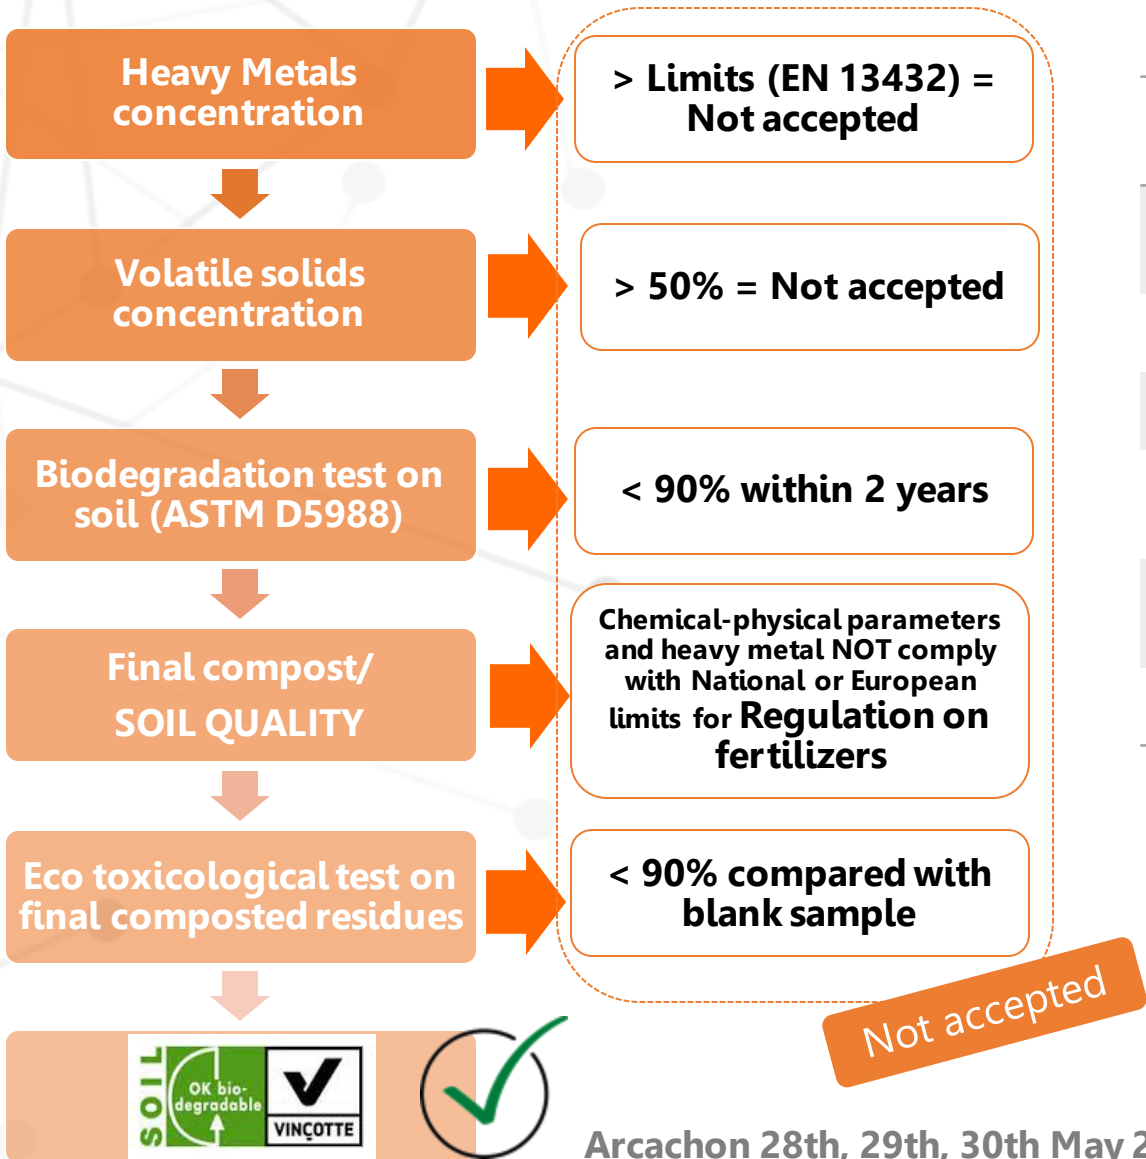 Heavy Metals
concentration
> Limits (EN 13432) =
Not accepted
Volatile solids
concentration
> 50% = Not accepted
Biodegradation test on
soil (ASTM D5988)
< 90% within 2 years
Final compost/
SOIL QUALITY
Chemical-physical parameters
and heavy metal NOT comply
with National or European
limits for Regulation on
fertilizers
Eco toxicological test on
final composted residues
< 90% compared with
blank sample
Not accepted
SOIL
OK bio-
degradable
VINÇOTTE
Arcachon 28th, 29th, 30th May 2